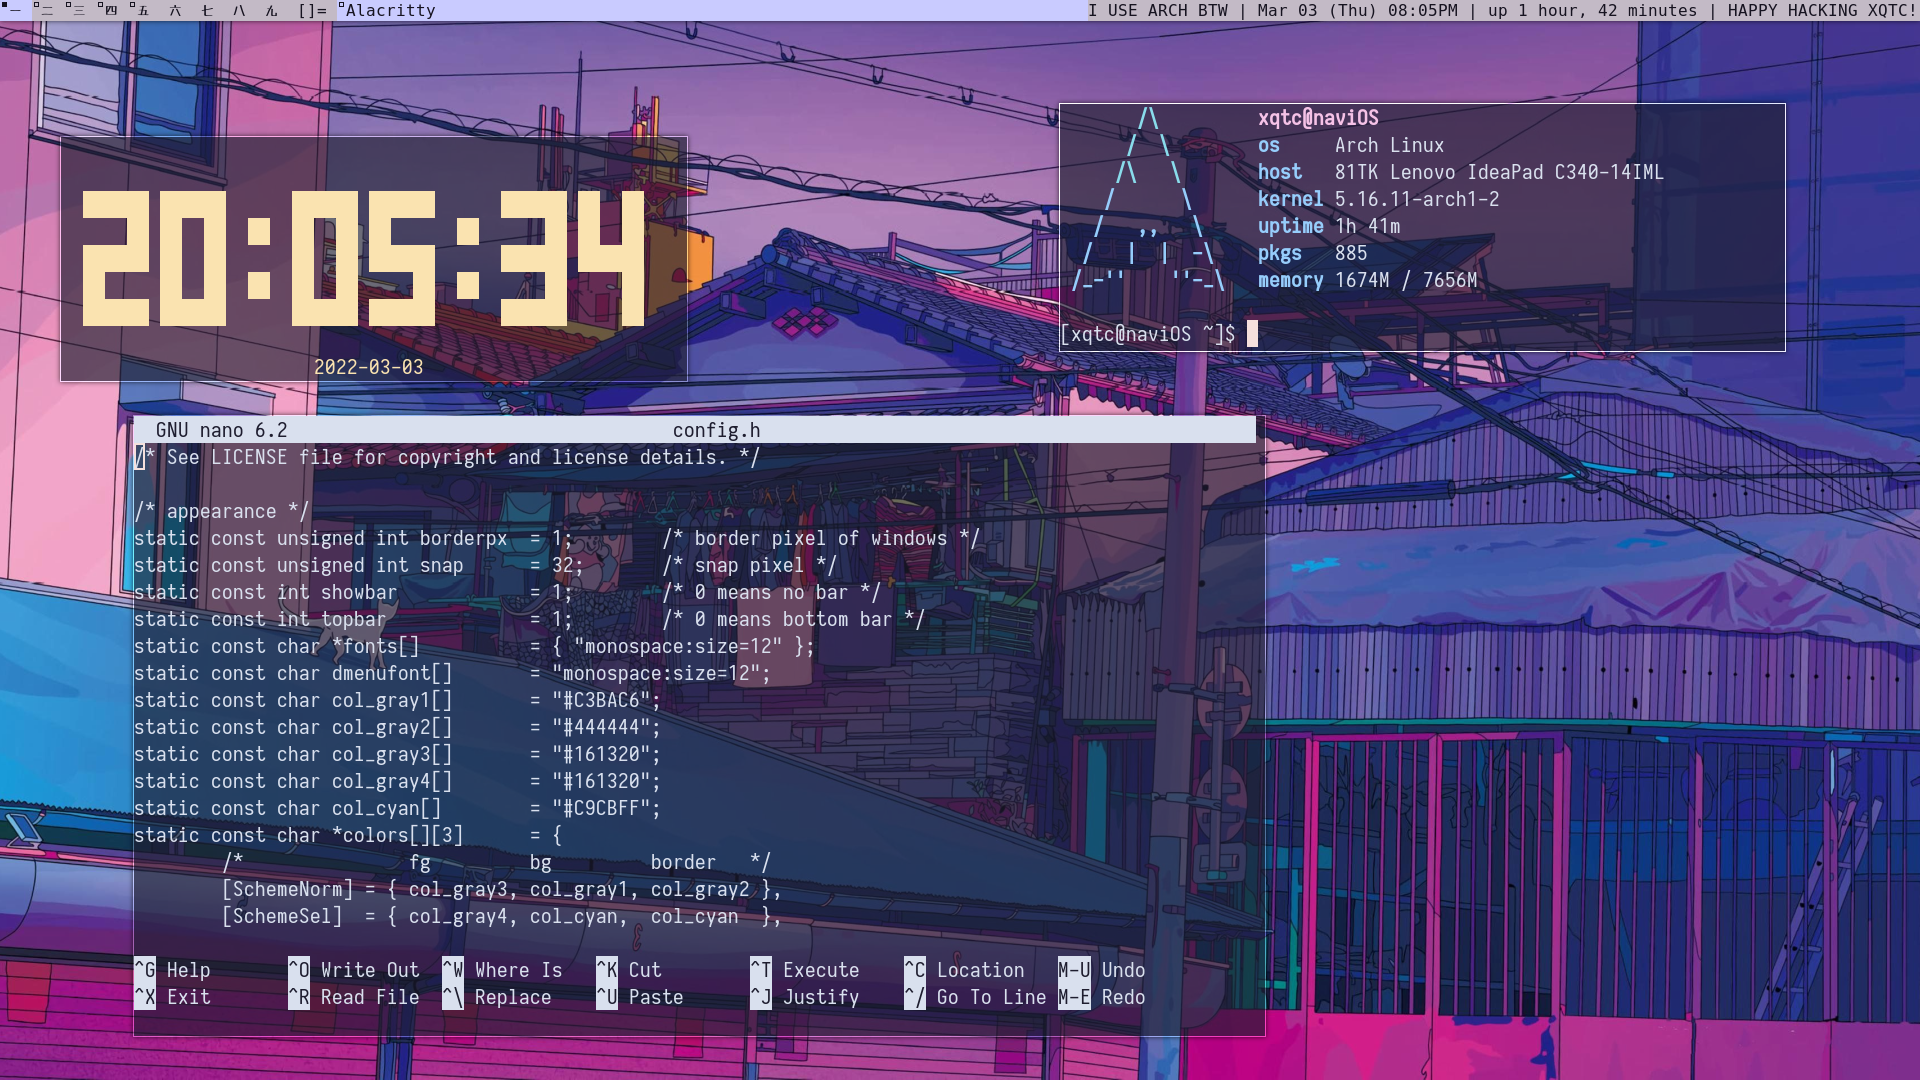 一 二 三 四 五 六 七 八 九 []= Alacritty
I USE ARCH BTW | Mar 03 (Thu) 08:05PM | up 1 hour, 42 minutes | HAPPY HACKING XQTC!
20:05:34
2022-03-03
xqtc@naviOS
os Arch Linux
host 81TK Lenovo IdeaPad C340-14IML
kernel 5.16.11-arch1-2
uptime 1h 41m
pkgs 885
memory 1674M / 7656M
[xqtc@naviOS ~]$
GNU nano 6.2 config.h
/* See LICENSE file for copyright and license details. */
/* appearance */
static const unsigned int borderpx = 1; /* border pixel of windows */
static const unsigned int snap = 32; /* snap pixel */
static const int showbar = 1; /* 0 means no bar */
static const int topbar = 1; /* 0 means bottom bar */
static const char *fonts[] = { "monospace:size=12" };
static const char dmenufont[] = "monospace:size=12";
static const char col_gray1[] = "#C3BAC6";
static const char col_gray2[] = "#444444";
static const char col_gray3[] = "#161320";
static const char col_gray4[] = "#161320";
static const char col_cyan[] = "#C9CBFF";
static const char *colors[][3] = {
/* fg bg border */
[SchemeNorm] = { col_gray3, col_gray1, col_gray2 },
[SchemeSel] = { col_gray4, col_cyan, col_cyan },
^G Help ^O Write Out ^W Where Is ^K Cut ^T Execute ^C Location M-U Undo
^X Exit ^R Read File ^\ Replace ^U Paste ^J Justify ^/ Go To Line M-E Redo